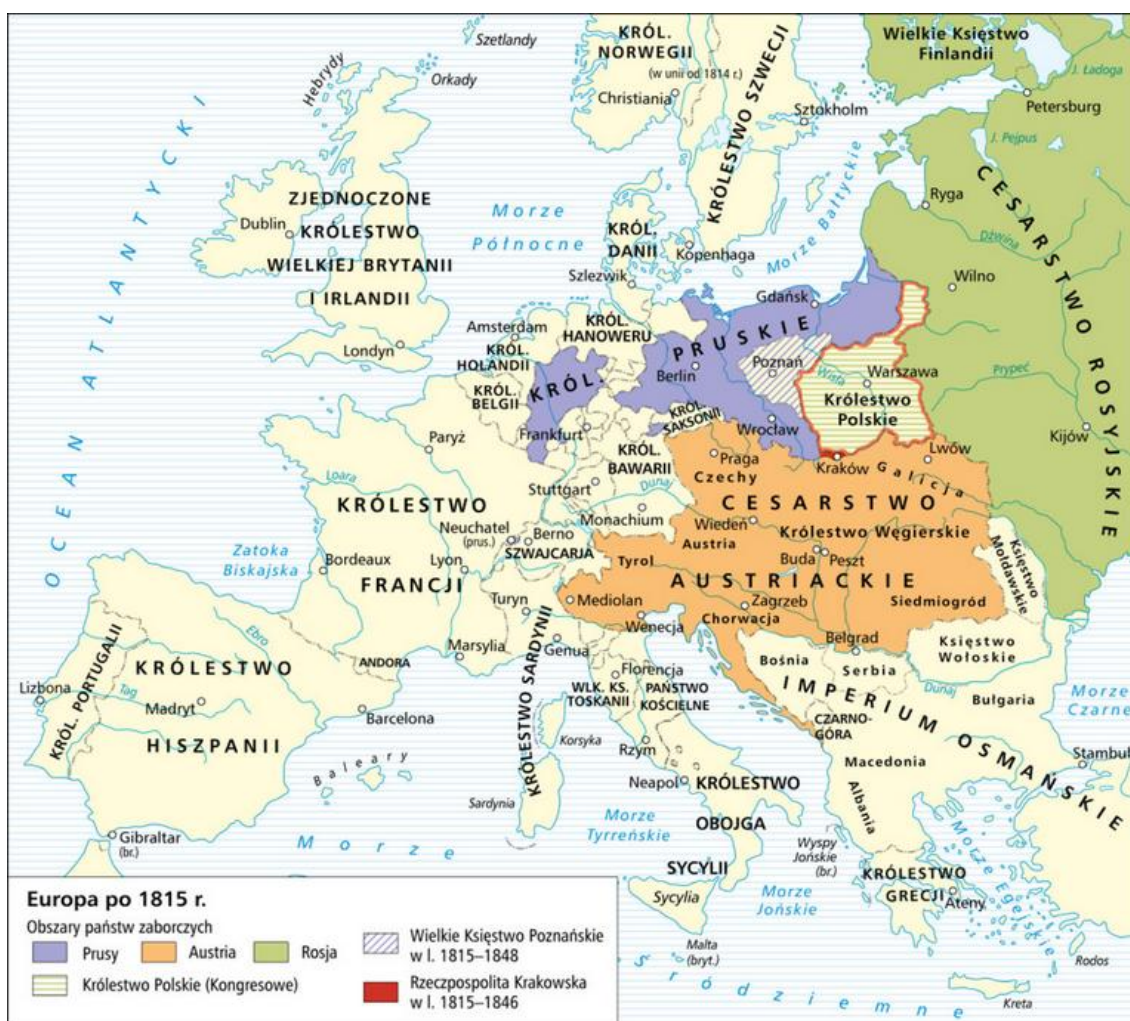 Szetlandy
Orkady
Hebrydy
KRÓL.
NORWEGII
(w unii od 1814 r.)
Christiania
KRÓLESTWO SZWECJI
Sztokholm
Wielkie Księstwo
Finlandii
J. Ładoga
Petersburg
J. Pejpus
OCEAN ATLANTYCKI
ZJEDNOCZONE
Dublin
KRÓLESTWO
WIELKIEJ BRYTANII
I IRLANDII
Londyn
Morze
Północne
KRÓL.
DANII
Kopenhaga
Szlezwik
Morze Bałtyckie
Ryga
Dźwina
CESARSTWO ROSYJSKIE
Wilno
Gdańsk
Amsterdam
KRÓL.
HOLANDII
KRÓL.
HANOWERU
KRÓL.
BELGII
KRÓL. PRUSKIE
Berlin
Poznań
Wisła
Warszawa
Królestwo
Polskie
Prypeć
Kijów
Paryż
Frankfurt
KRÓL.
SAKSONII
Wrocław
Loara
KRÓL.
BAWARII
Praga
Czechy
Kraków
Galicja
Lwów
KRÓLESTWO
FRANCJI
Stuttgart
Dunaj
Monachium
CESARSTWO
AUSTRIACKIE
Wiedeń
Austria
Królestwo Węgierskie
Buda
Peszt
Neuchatel
(prus.)
Berno
SZWAJCARJA
Tyrol
Siedmiogród
Księstwo
Mołdawskie
Zatoka
Biskajska
Bordeaux
Lyon
Turyn
Mediolan
Wenecja
Zagrzeb
Chorwacja
Belgrad
Księstwo
Wołoskie
Marsylia
Genua
Florencja
WLK. KS.
TOSKANII
PAŃSTWO
KOŚCIELNE
Bośnia
Serbia
Dunaj
Bułgaria
Morze
Czarne
Ebro
ANDORA
KRÓLESTWO
HISZPANII
KRÓL. PORTUGALII
Lizbona
Tag
Madryt
Barcelona
Baleary
KRÓLESTWO SARDYNII
Korsyka
Sardynia
Rzym
Neapol
KRÓLESTWO
OBOJGA
SYCYLII
Sycylia
CZARNO-
GÓRA
IMPERIUM OSMAŃSKIE
Macedonia
Albania
Stambuł
Morze
Tyrreńskie
Wyspy
Jońskie (br.)
Morze
Jońskie
KRÓLESTWO
GRECJI
Ateny
Morze Egejskie
Malta
(bryt.)
Rodos
Kreta
Gibraltar
(br.)
Morze Śródziemne
Europa po 1815 r.
Obszary państw zaborczych
Prusy
Austria
Rosja
Królestwo Polskie (Kongresowe)
Wielkie Księstwo Poznańskie
w l. 1815–1848
Rzeczpospolita Krakowska
w l. 1815–1846